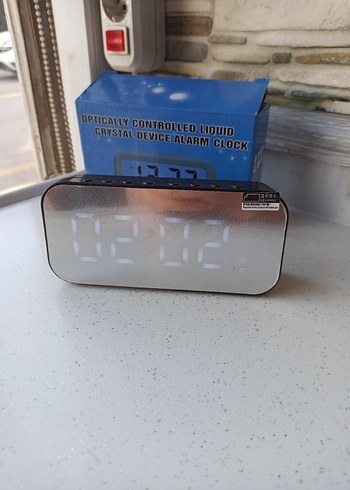 OPTICALLY CONTROLLED LIQUID
CRYSTAL DEVICE ALARM CLOCK
02 02